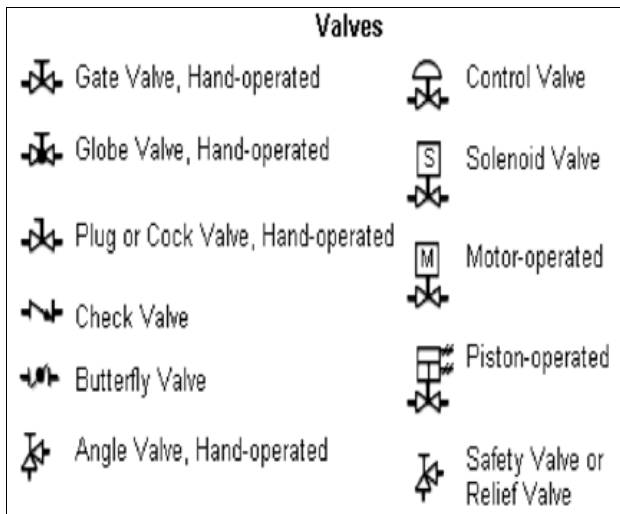 Valves
Gate Valve, Hand-operated
Globe Valve, Hand-operated
Plug or Cock Valve, Hand-operated
Check Valve
Butterfly Valve
Angle Valve, Hand-operated
Control Valve
S
Solenoid Valve
M
Motor-operated
Piston-operated
Safety Valve or
Relief Valve